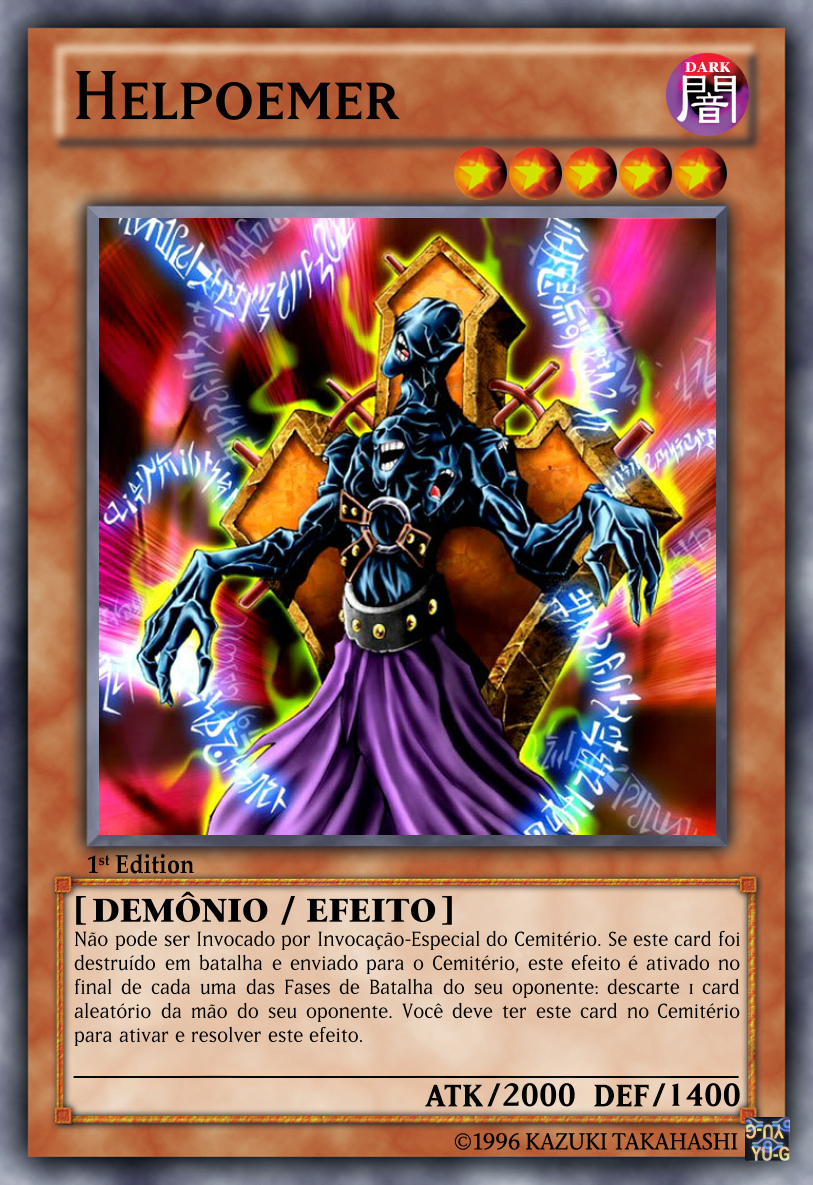 HELPOEMER
DARK
闇
1st Edition
[ DEMÔNIO / EFEITO ]
Não pode ser Invocado por Invocação-Especial do Cemitério. Se este card foi
destruído em batalha e enviado para o Cemitério, este efeito é ativado no
final de cada uma das Fases de Batalha do seu oponente: descarte 1 card
aleatório da mão do seu oponente. Você deve ter este card no Cemitério
para ativar e resolver este efeito.
ATK/2000 DEF/1400
©1996 KAZUKI TAKAHASHI
YU-G
YU-G